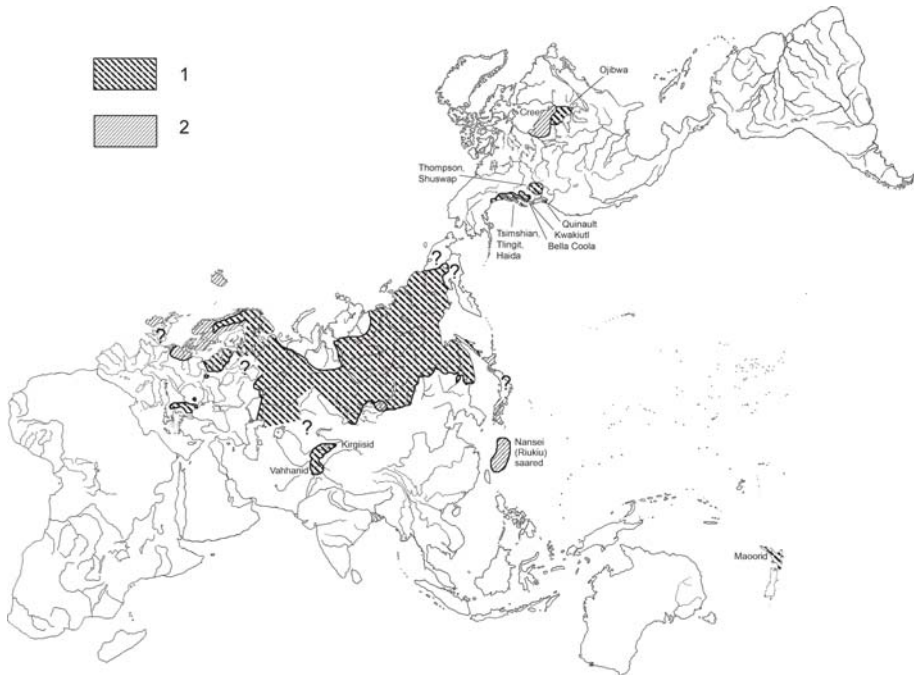 1
2
Ojibwa
Cree
Thompson,
Shuswap
Quinault
Kwakiutl
Bella Coola
Tsimshian,
Tlingit,
Haida
?
?
?
?
?
?
Kirgiisid
Vahhanid
Nansei
(Riukiu)
saared
Maoorid